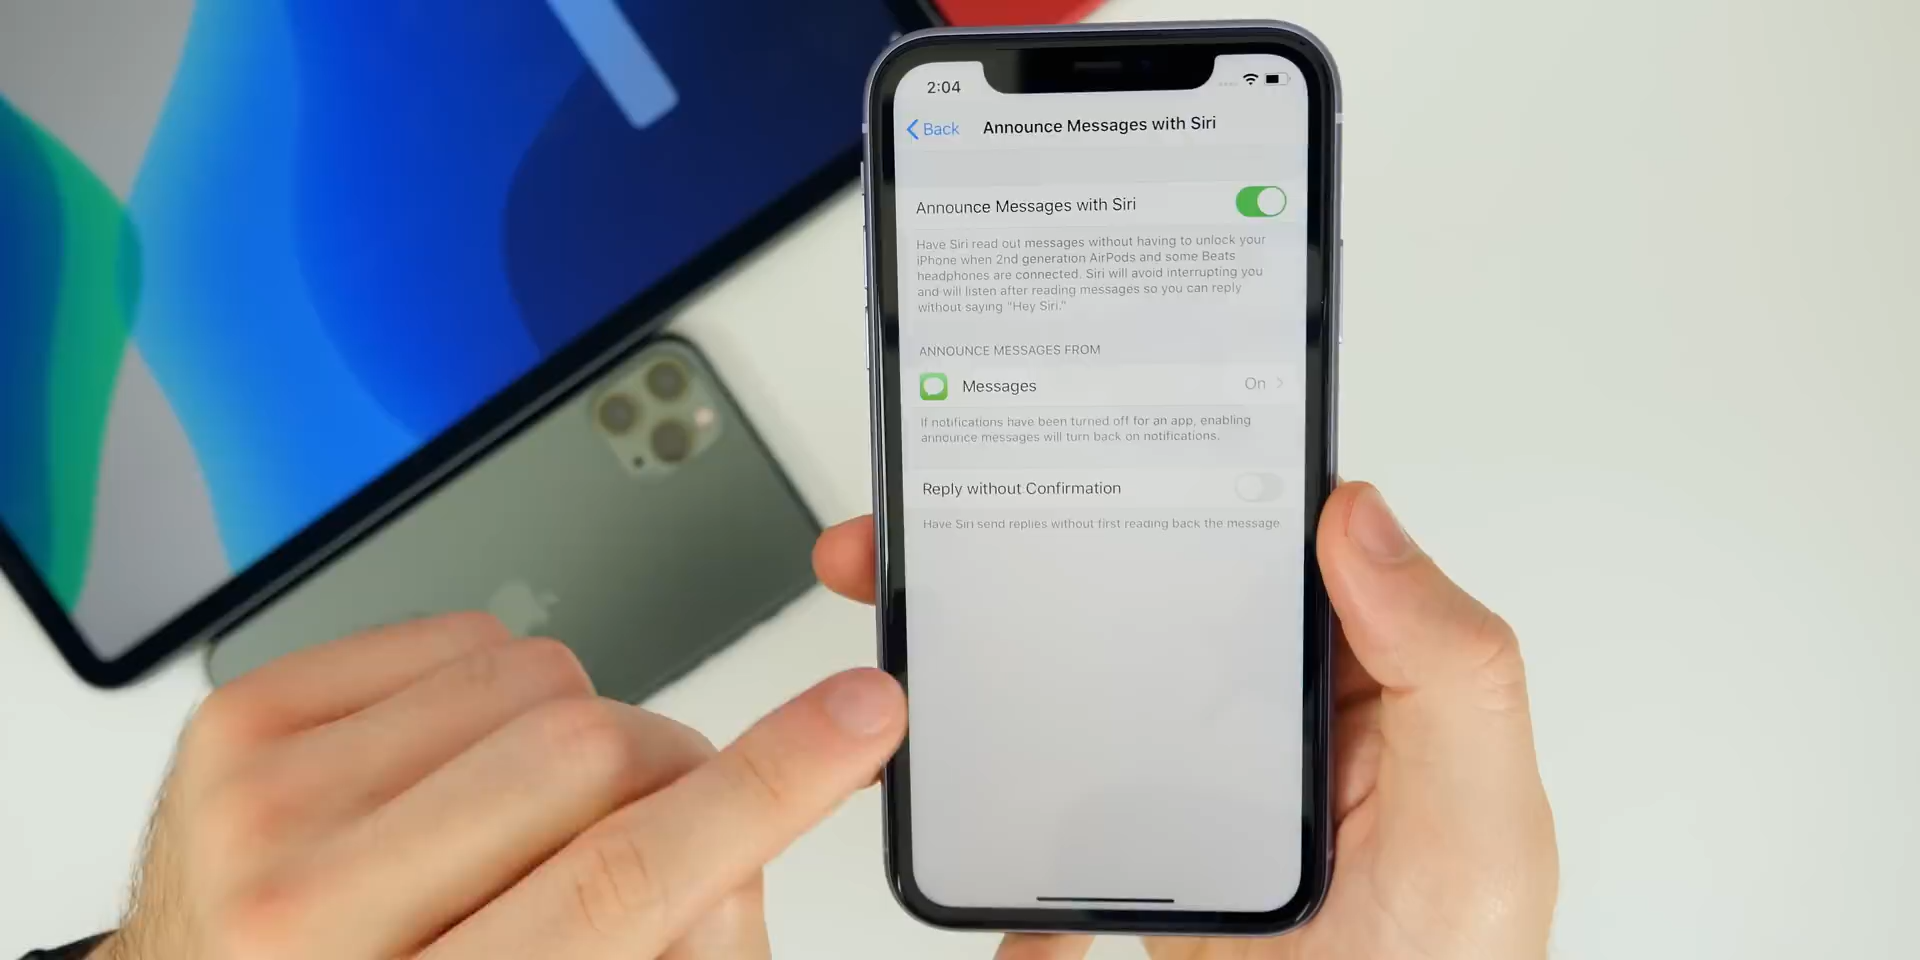 2:04
Back
Announce Messages with Siri
Announce Messages with Siri
Have Siri read out messages without having to unlock your
iPhone when 2nd generation AirPods and some Beats
headphones are connected. Siri will avoid interrupting you
and will listen after reading messages so you can reply
without saying "Hey Siri."
ANNOUNCE MESSAGES FROM
Messages
On
If notifications have been turned off for an app, enabling
announce messages will turn back on notifications.
Reply without Confirmation
Have Siri send replies without first reading back the message